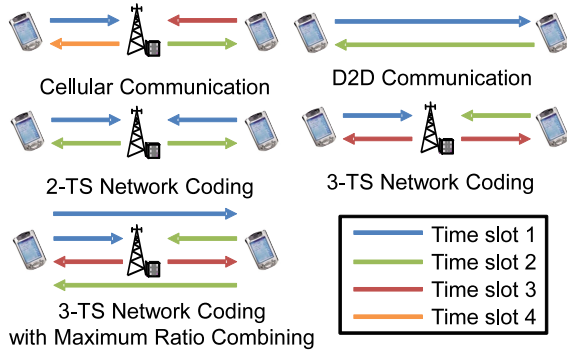 Cellular Communication
D2D Communication
2-TS Network Coding
3-TS Network Coding
3-TS Network Coding
with Maximum Ratio Combining
Time slot 1
Time slot 2
Time slot 3
Time slot 4